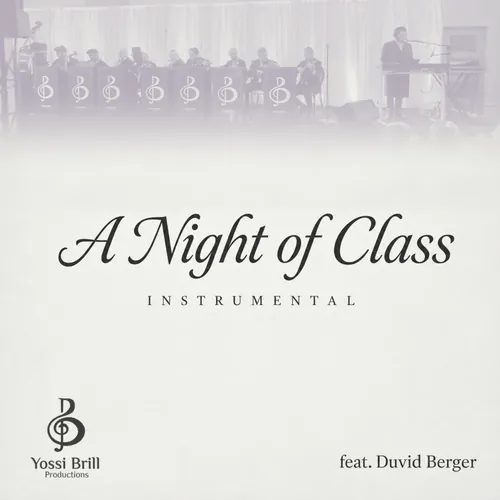 A Night of Class
INSTRUMENTAL
Yossi Brill
Productions
feat. Duvid Berger